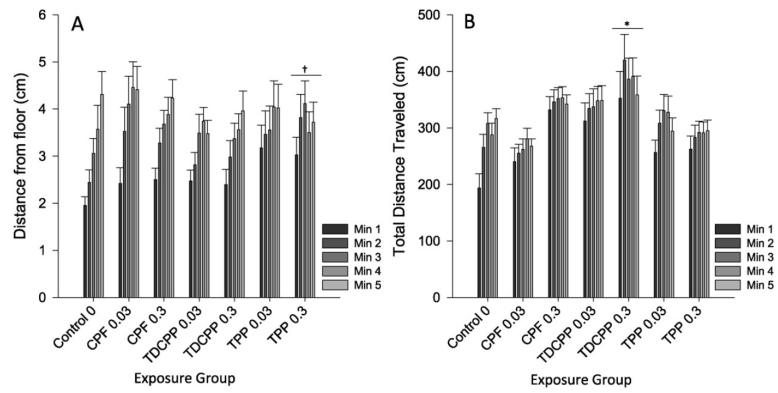 A
Distance from floor (cm)
6
5
4
3
2
1
0
†
Min 1
Min 2
Min 3
Min 4
Min 5
Control 0
CPF 0.03
CPF 0.3
TDCPP 0.03
TDCPP 0.3
TPP 0.03
TPP 0.3
Exposure Group
B
Total Distance Traveled (cm)
500
400
300
200
100
0
*
Min 1
Min 2
Min 3
Min 4
Min 5
Control 0
CPF 0.03
CPF 0.3
TDCPP 0.03
TDCPP 0.3
TPP 0.03
TPP 0.3
Exposure Group